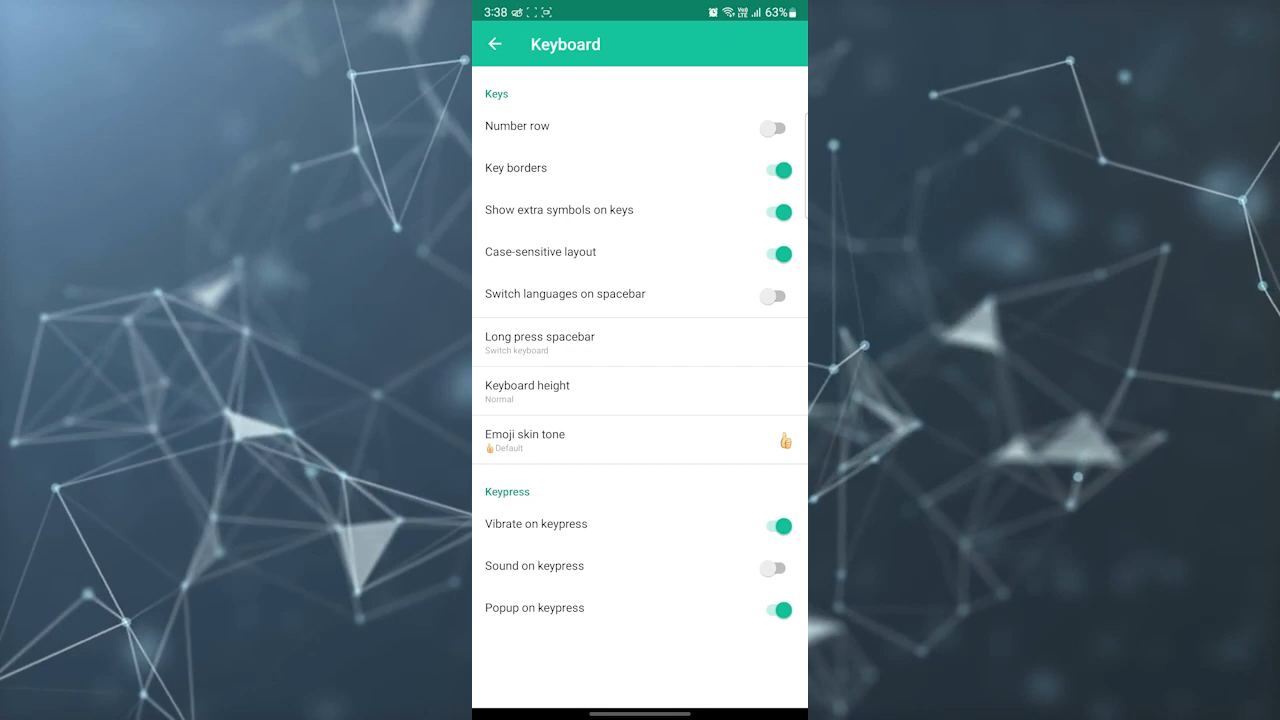 3:38 VoD LTE 63%
Keyboard
Keys
Number row
Key borders
Show extra symbols on keys
Case-sensitive layout
Switch languages on spacebar
Long press spacebar
Switch keyboard
Keyboard height
Normal
Emoji skin tone
👍Default
👍
Keypress
Vibrate on keypress
Sound on keypress
Popup on keypress